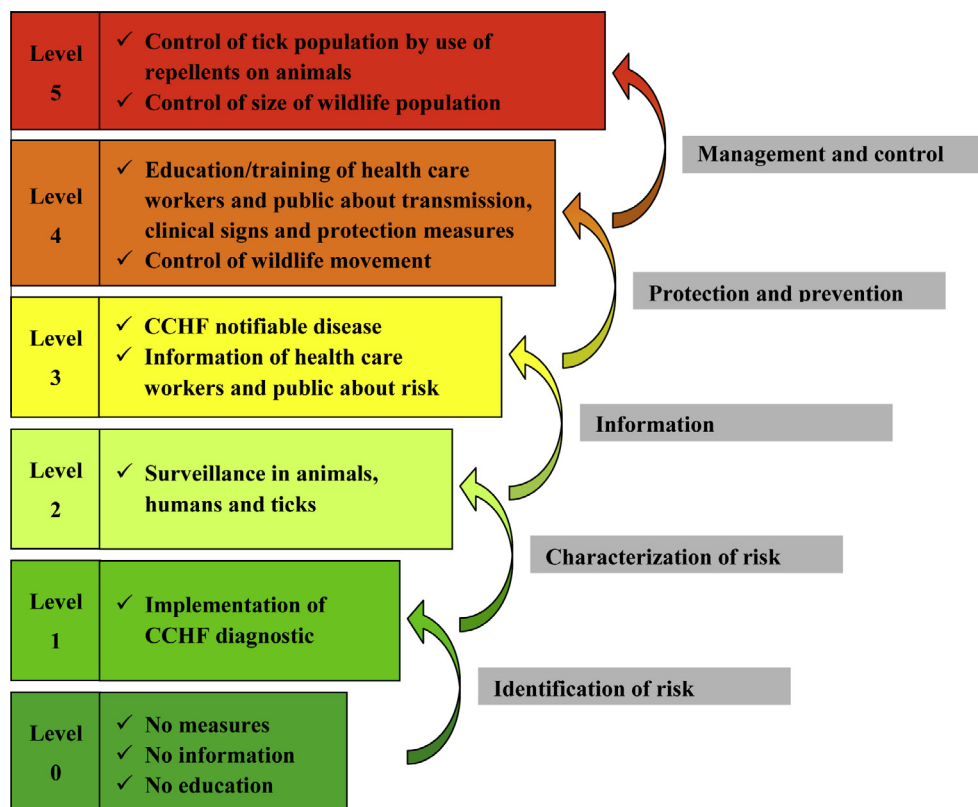 Level
5
✓ Control of tick population by use of
repellents on animals
✓ Control of size of wildlife population
Management and control
Level
4
✓ Education/training of health care
workers and public about transmission,
clinical signs and protection measures
✓ Control of wildlife movement
Protection and prevention
Level
3
✓ CCHF notifiable disease
✓ Information of health care
workers and public about risk
Information
Level
2
✓ Surveillance in animals,
humans and ticks
Characterization of risk
Level
1
✓ Implementation of
CCHF diagnostic
Identification of risk
Level
0
✓ No measures
✓ No information
✓ No education